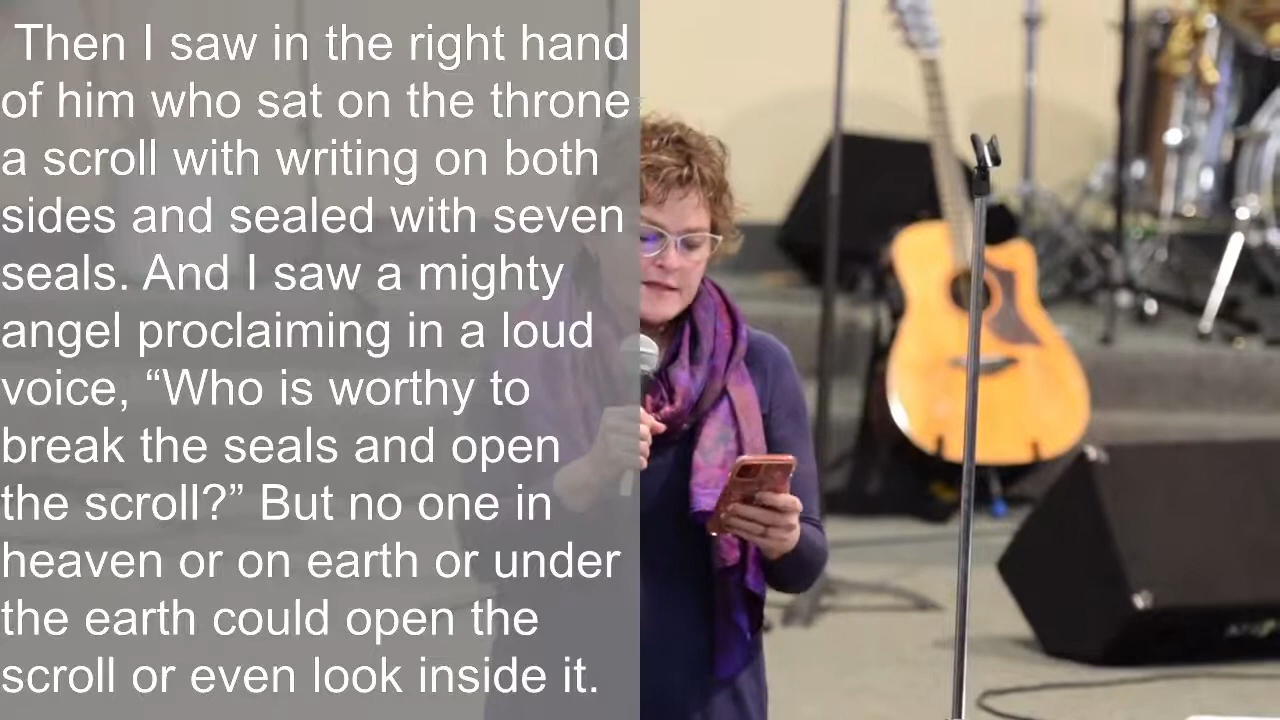 Then I saw in the right hand
of him who sat on the throne
a scroll with writing on both
sides and sealed with seven
seals. And I saw a mighty
angel proclaiming in a loud
voice, “Who is worthy to
break the seals and open
the scroll?” But no one in
heaven or on earth or under
the earth could open the
scroll or even look inside it.